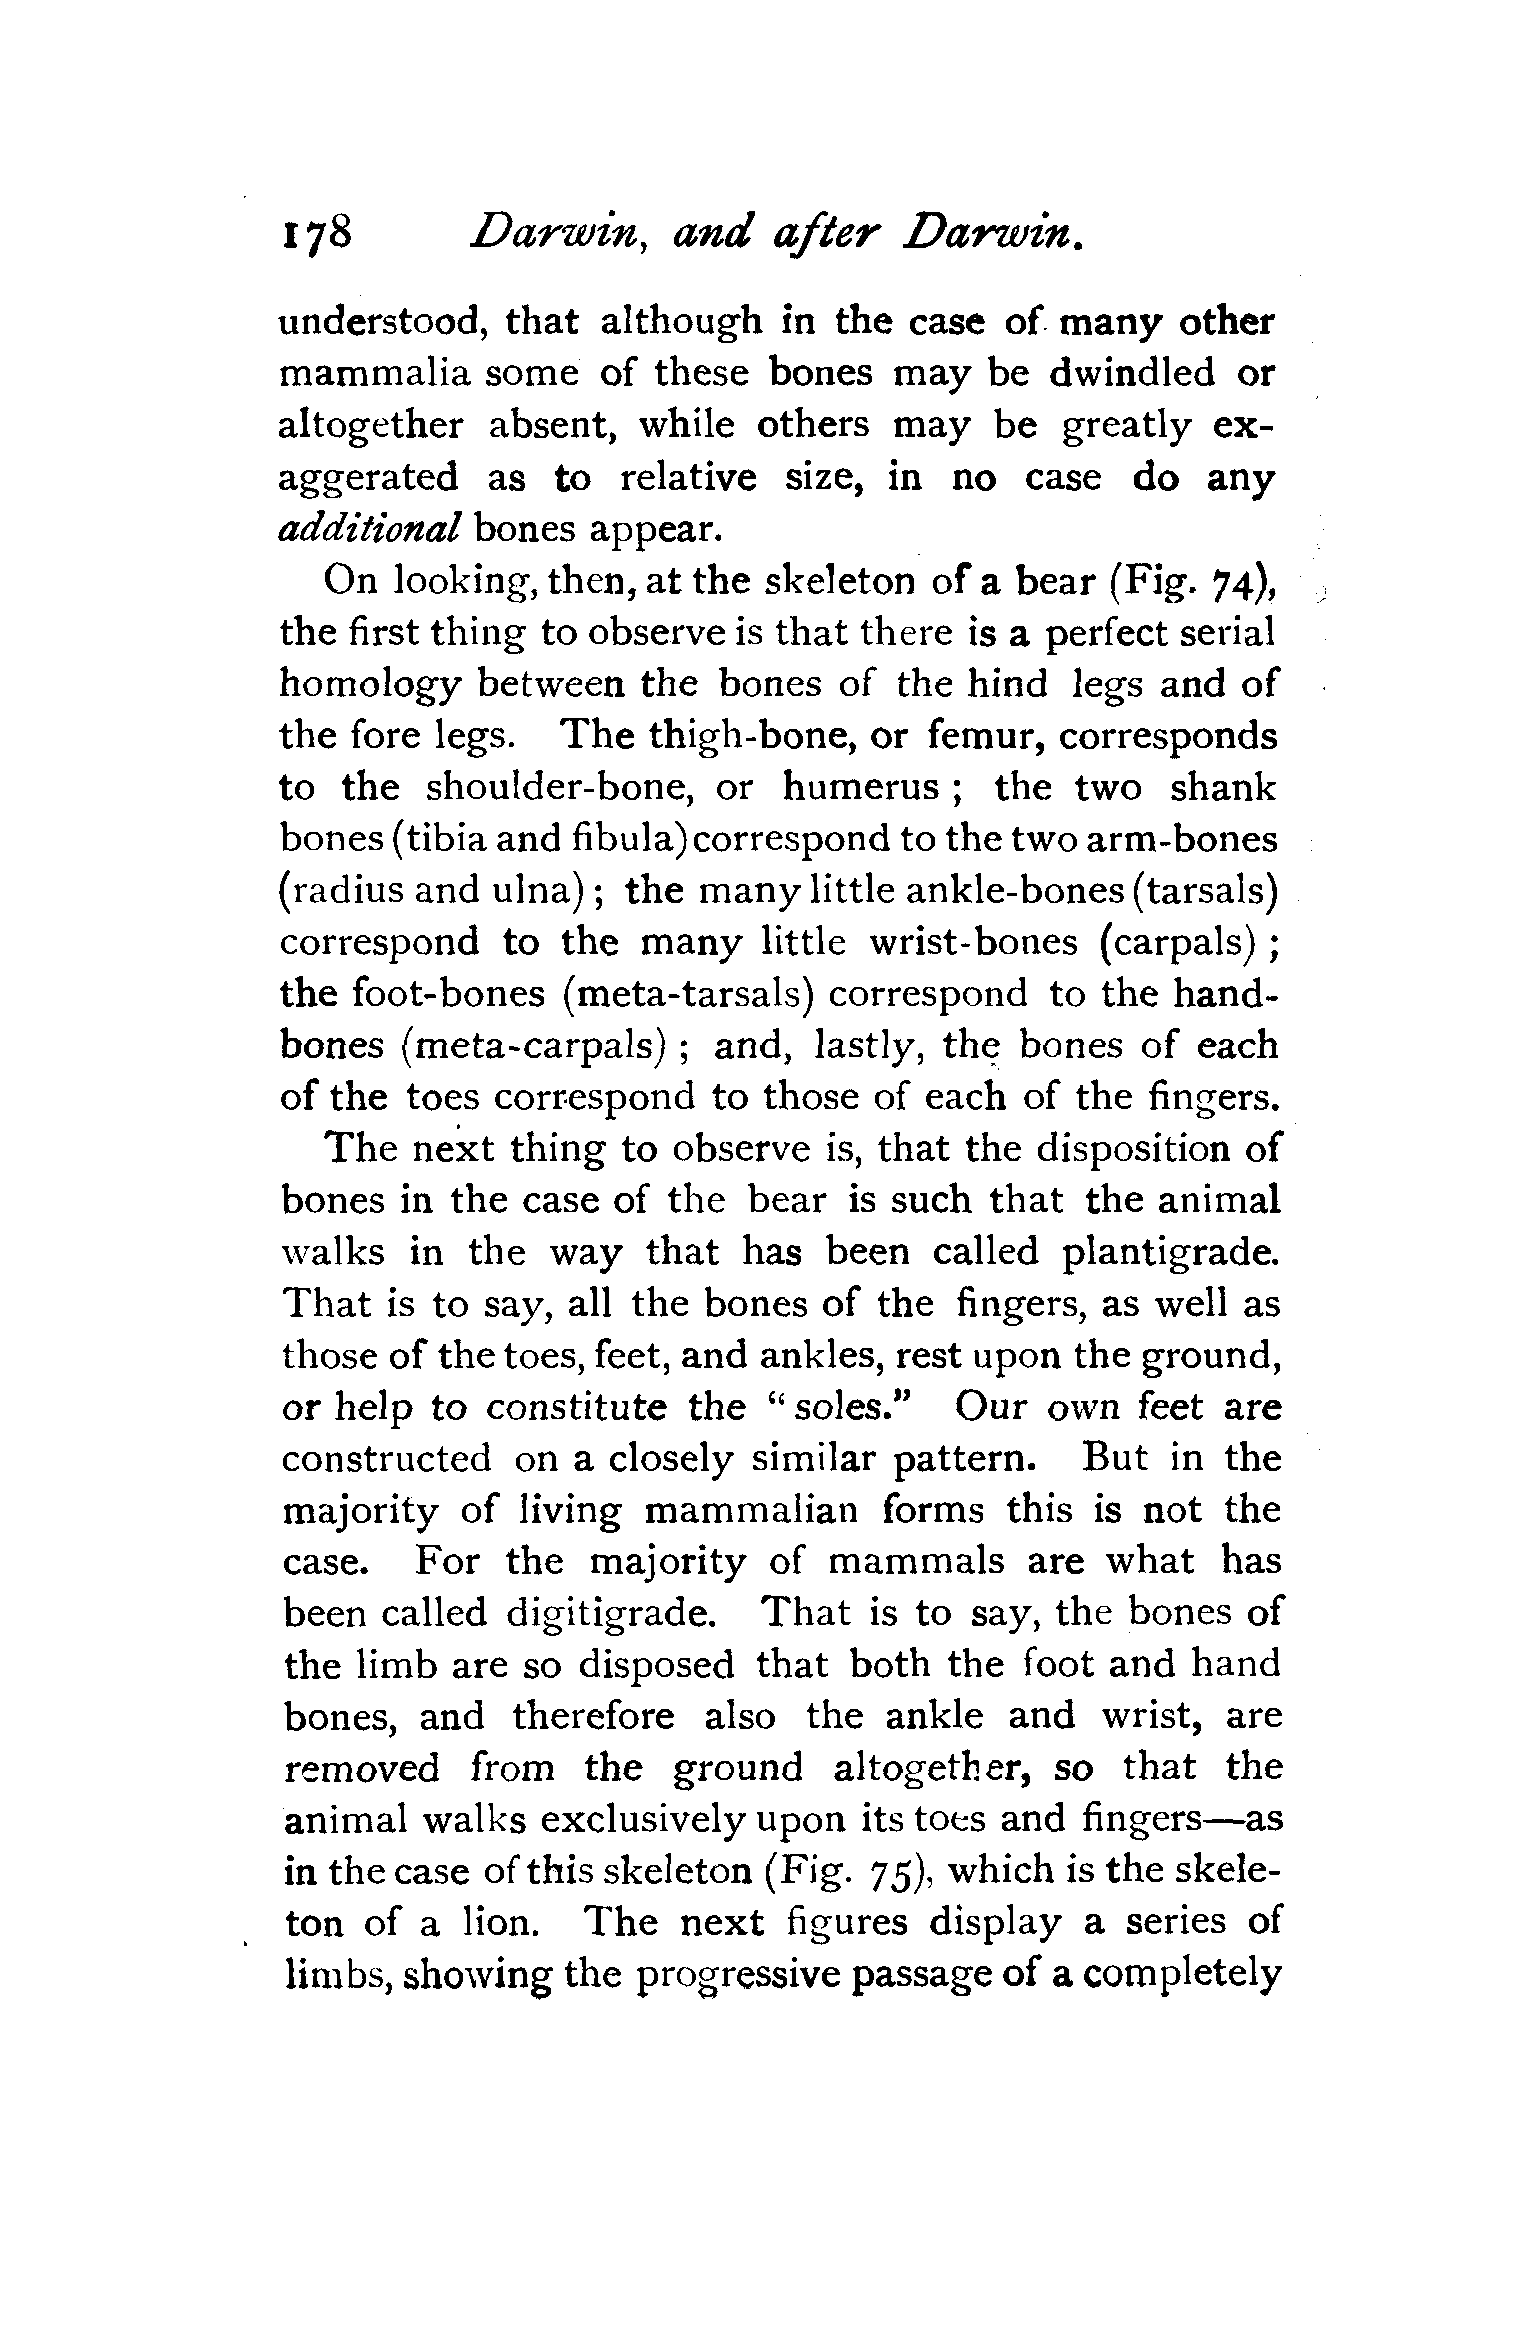 178 Darwin, and after Darwin.
understood, that although in the case of many other
mammalia some of these bones may be dwindled or
altogether absent, while others may be greatly ex-
aggerated as to relative size, in no case do any
additional bones appear.
On looking, then, at the skeleton of a bear (Fig. 74),
the first thing to observe is that there is a perfect serial
homology between the bones of the hind legs and of
the fore legs. The thigh-bone, or femur, corresponds
to the shoulder-bone, or humerus ; the two shank
bones (tibia and fibula) correspond to the two arm-bones
(radius and ulna) ; the many little ankle-bones (tarsals)
correspond to the many little wrist-bones (carpals) ;
the foot-bones (meta-tarsals) correspond to the hand-
bones (meta-carpals) ; and, lastly, the bones of each
of the toes correspond to those of each of the fingers.
The next thing to observe is, that the disposition of
bones in the case of the bear is such that the animal
walks in the way that has been called plantigrade.
That is to say, all the bones of the fingers, as well as
those of the toes, feet, and ankles, rest upon the ground,
or help to constitute the " soles." Our own feet are
constructed on a closely similar pattern. But in the
majority of living mammalian forms this is not the
case. For the majority of mammals are what has
been called digitigrade. That is to say, the bones of
the limb are so disposed that both the foot and hand
bones, and therefore also the ankle and wrist, are
removed from the ground altogether, so that the
animal walks exclusively upon its toes and fingers—as
in the case of this skeleton (Fig. 75), which is the skele-
ton of a lion. The next figures display a series of
limbs, showing the progressive passage of a completely